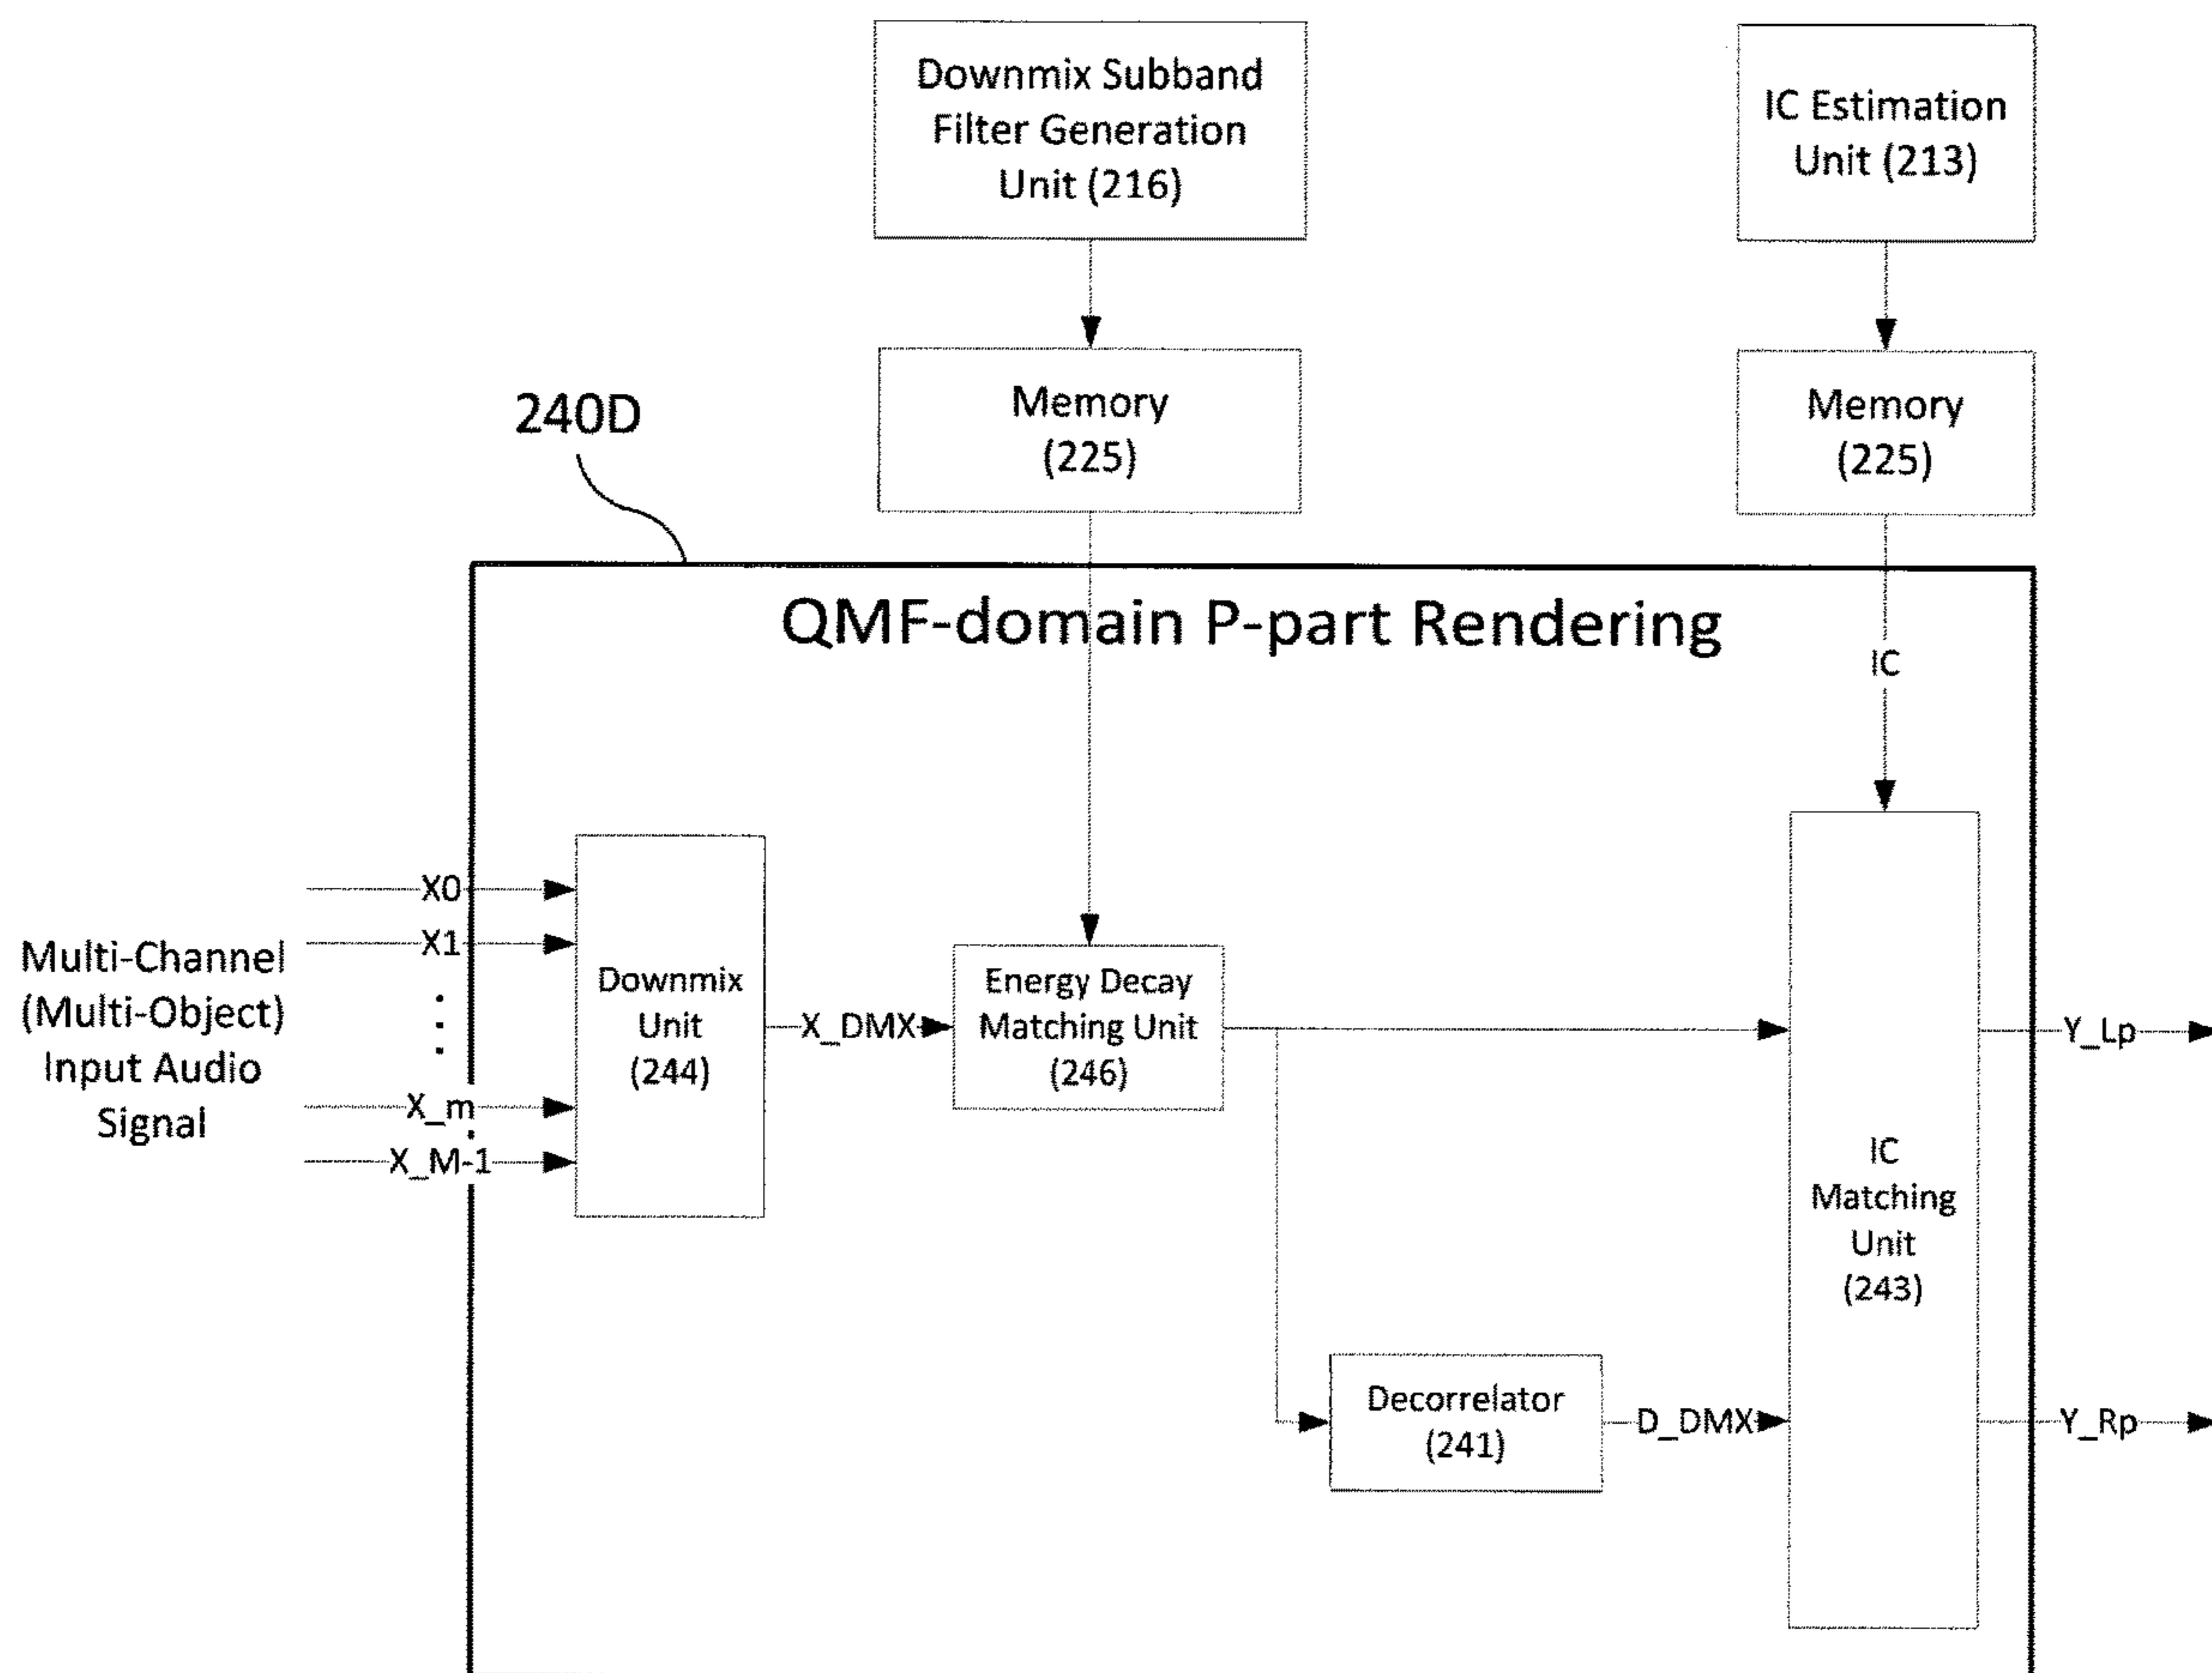 Downmix Subband
Filter Generation
Unit (216)
IC Estimation
Unit (213)
Memory
(225)
Memory
(225)
240D
QMF-domain P-part Rendering
IC
Multi-Channel
(Multi-Object)
Input Audio
Signal
X0
X1
X_m
X_M-1
Downmix
Unit
(244)
X_DMX
Energy Decay
Matching Unit
(246)
Decorrelator
(241)
D_DMX
IC
Matching
Unit
(243)
Y_Lp
Y_Rp